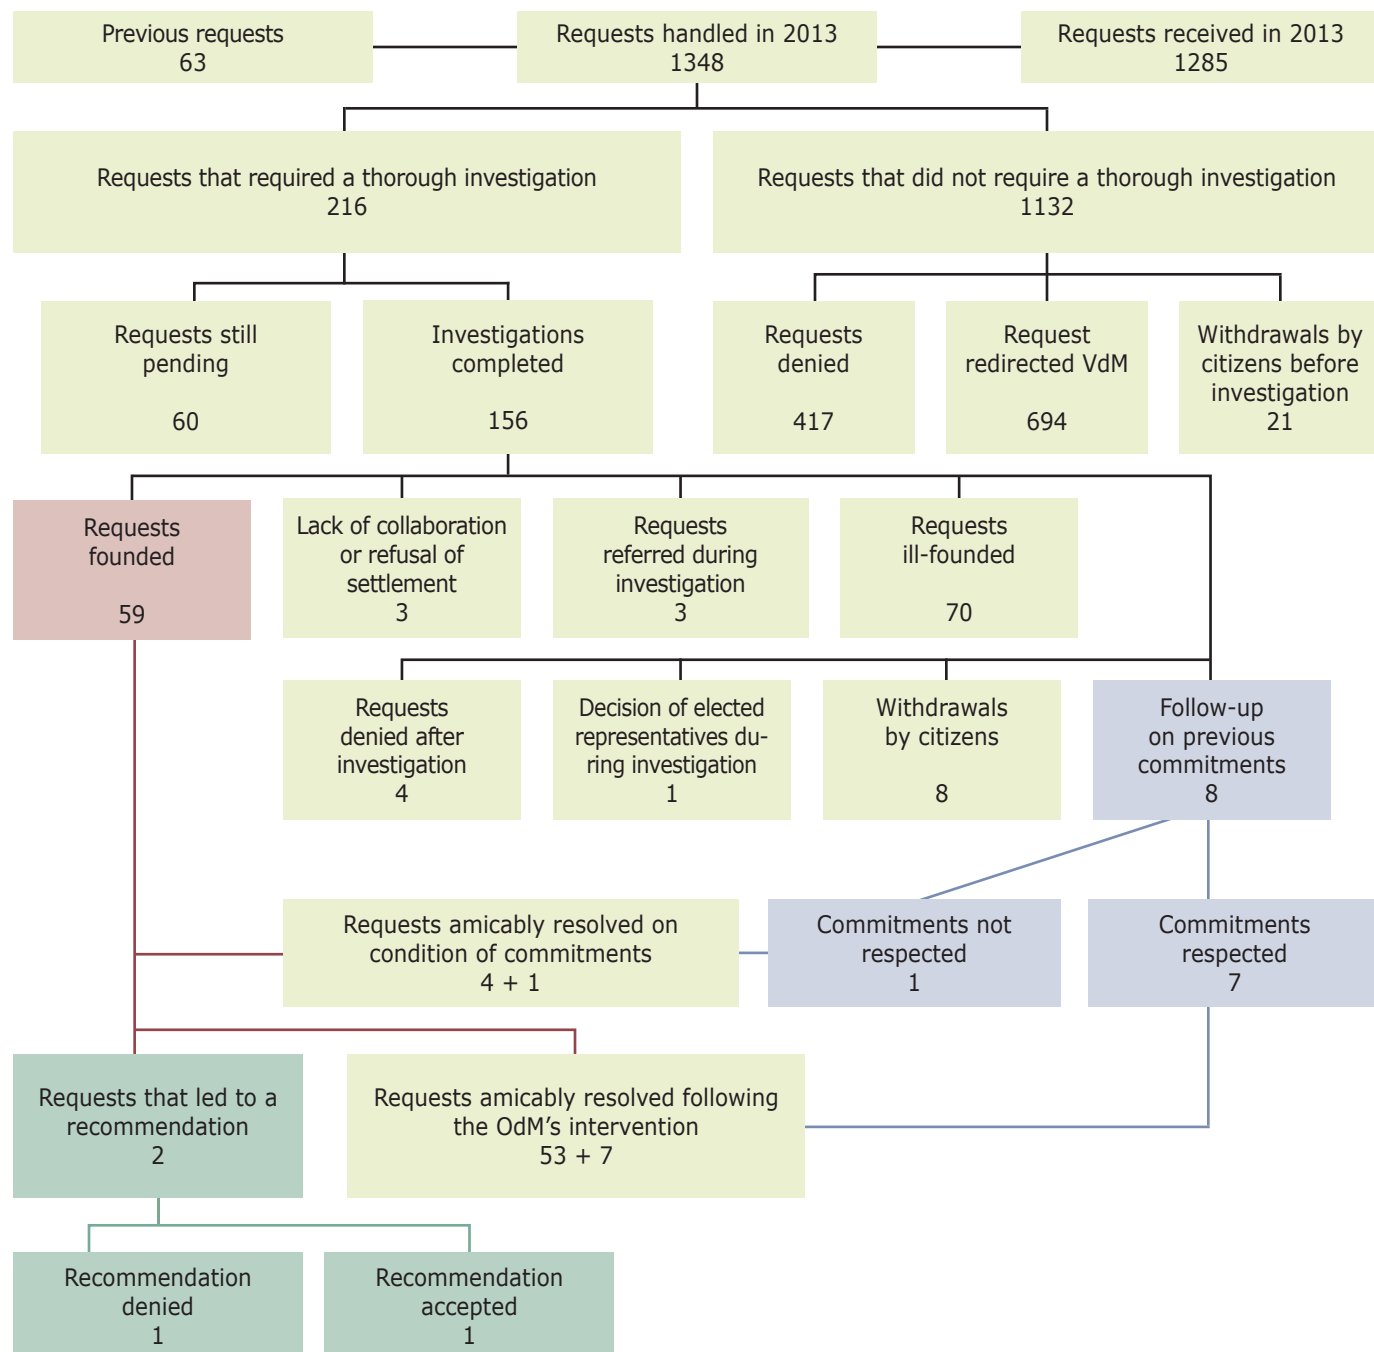 Previous requests
63
Requests handled in 2013
1348
Requests received in 2013
1285
Requests that required a thorough investigation
216
Requests that did not require a thorough investigation
1132
Requests still
pending
60
Investigations
completed
156
Requests
denied
417
Request
redirected VdM
694
Withdrawals by
citizens before
investigation
21
Requests
founded
59
Lack of collaboration
or refusal of
settlement
3
Requests
referred during
investigation
3
Requests
ill-founded
70
Requests
denied after
investigation
4
Decision of elected
representatives du-
ring investigation
1
Withdrawals
by citizens
8
Follow-up
on previous
commitments
8
Requests amicably resolved on
condition of commitments
4 + 1
Commitments not
respected
1
Commitments
respected
7
Requests that led to a
recommendation
2
Requests amicably resolved following
the OdM’s intervention
53 + 7
Recommendation
denied
1
Recommendation
accepted
1